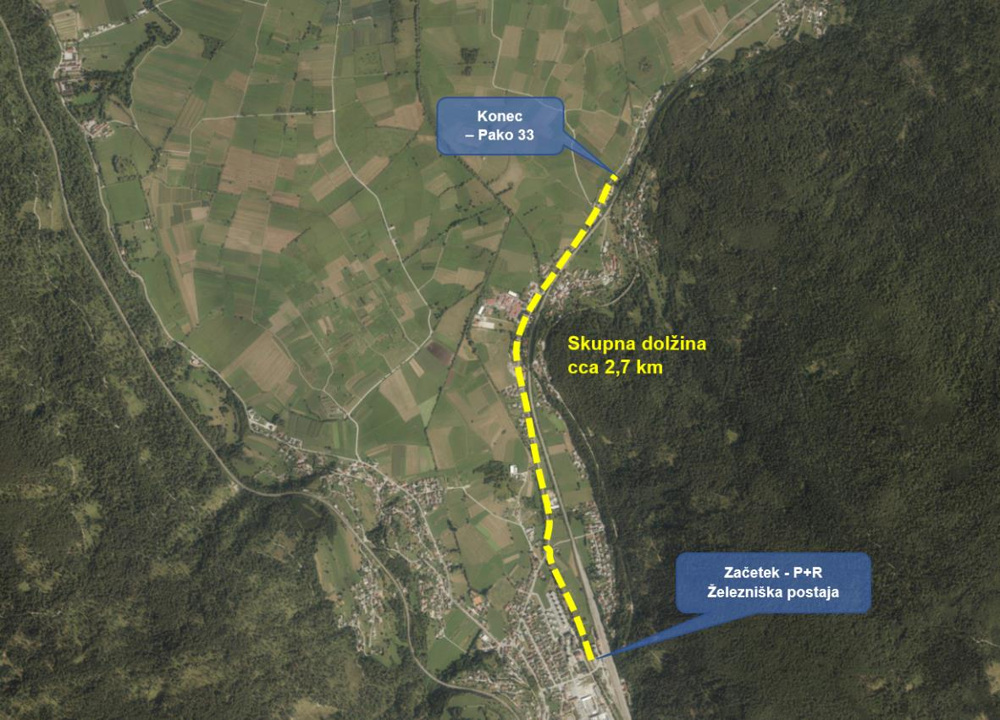 Konec
– Pako 33
Skupna dolžina
cca 2,7 km
Začetek - P+R
Železniška postaja